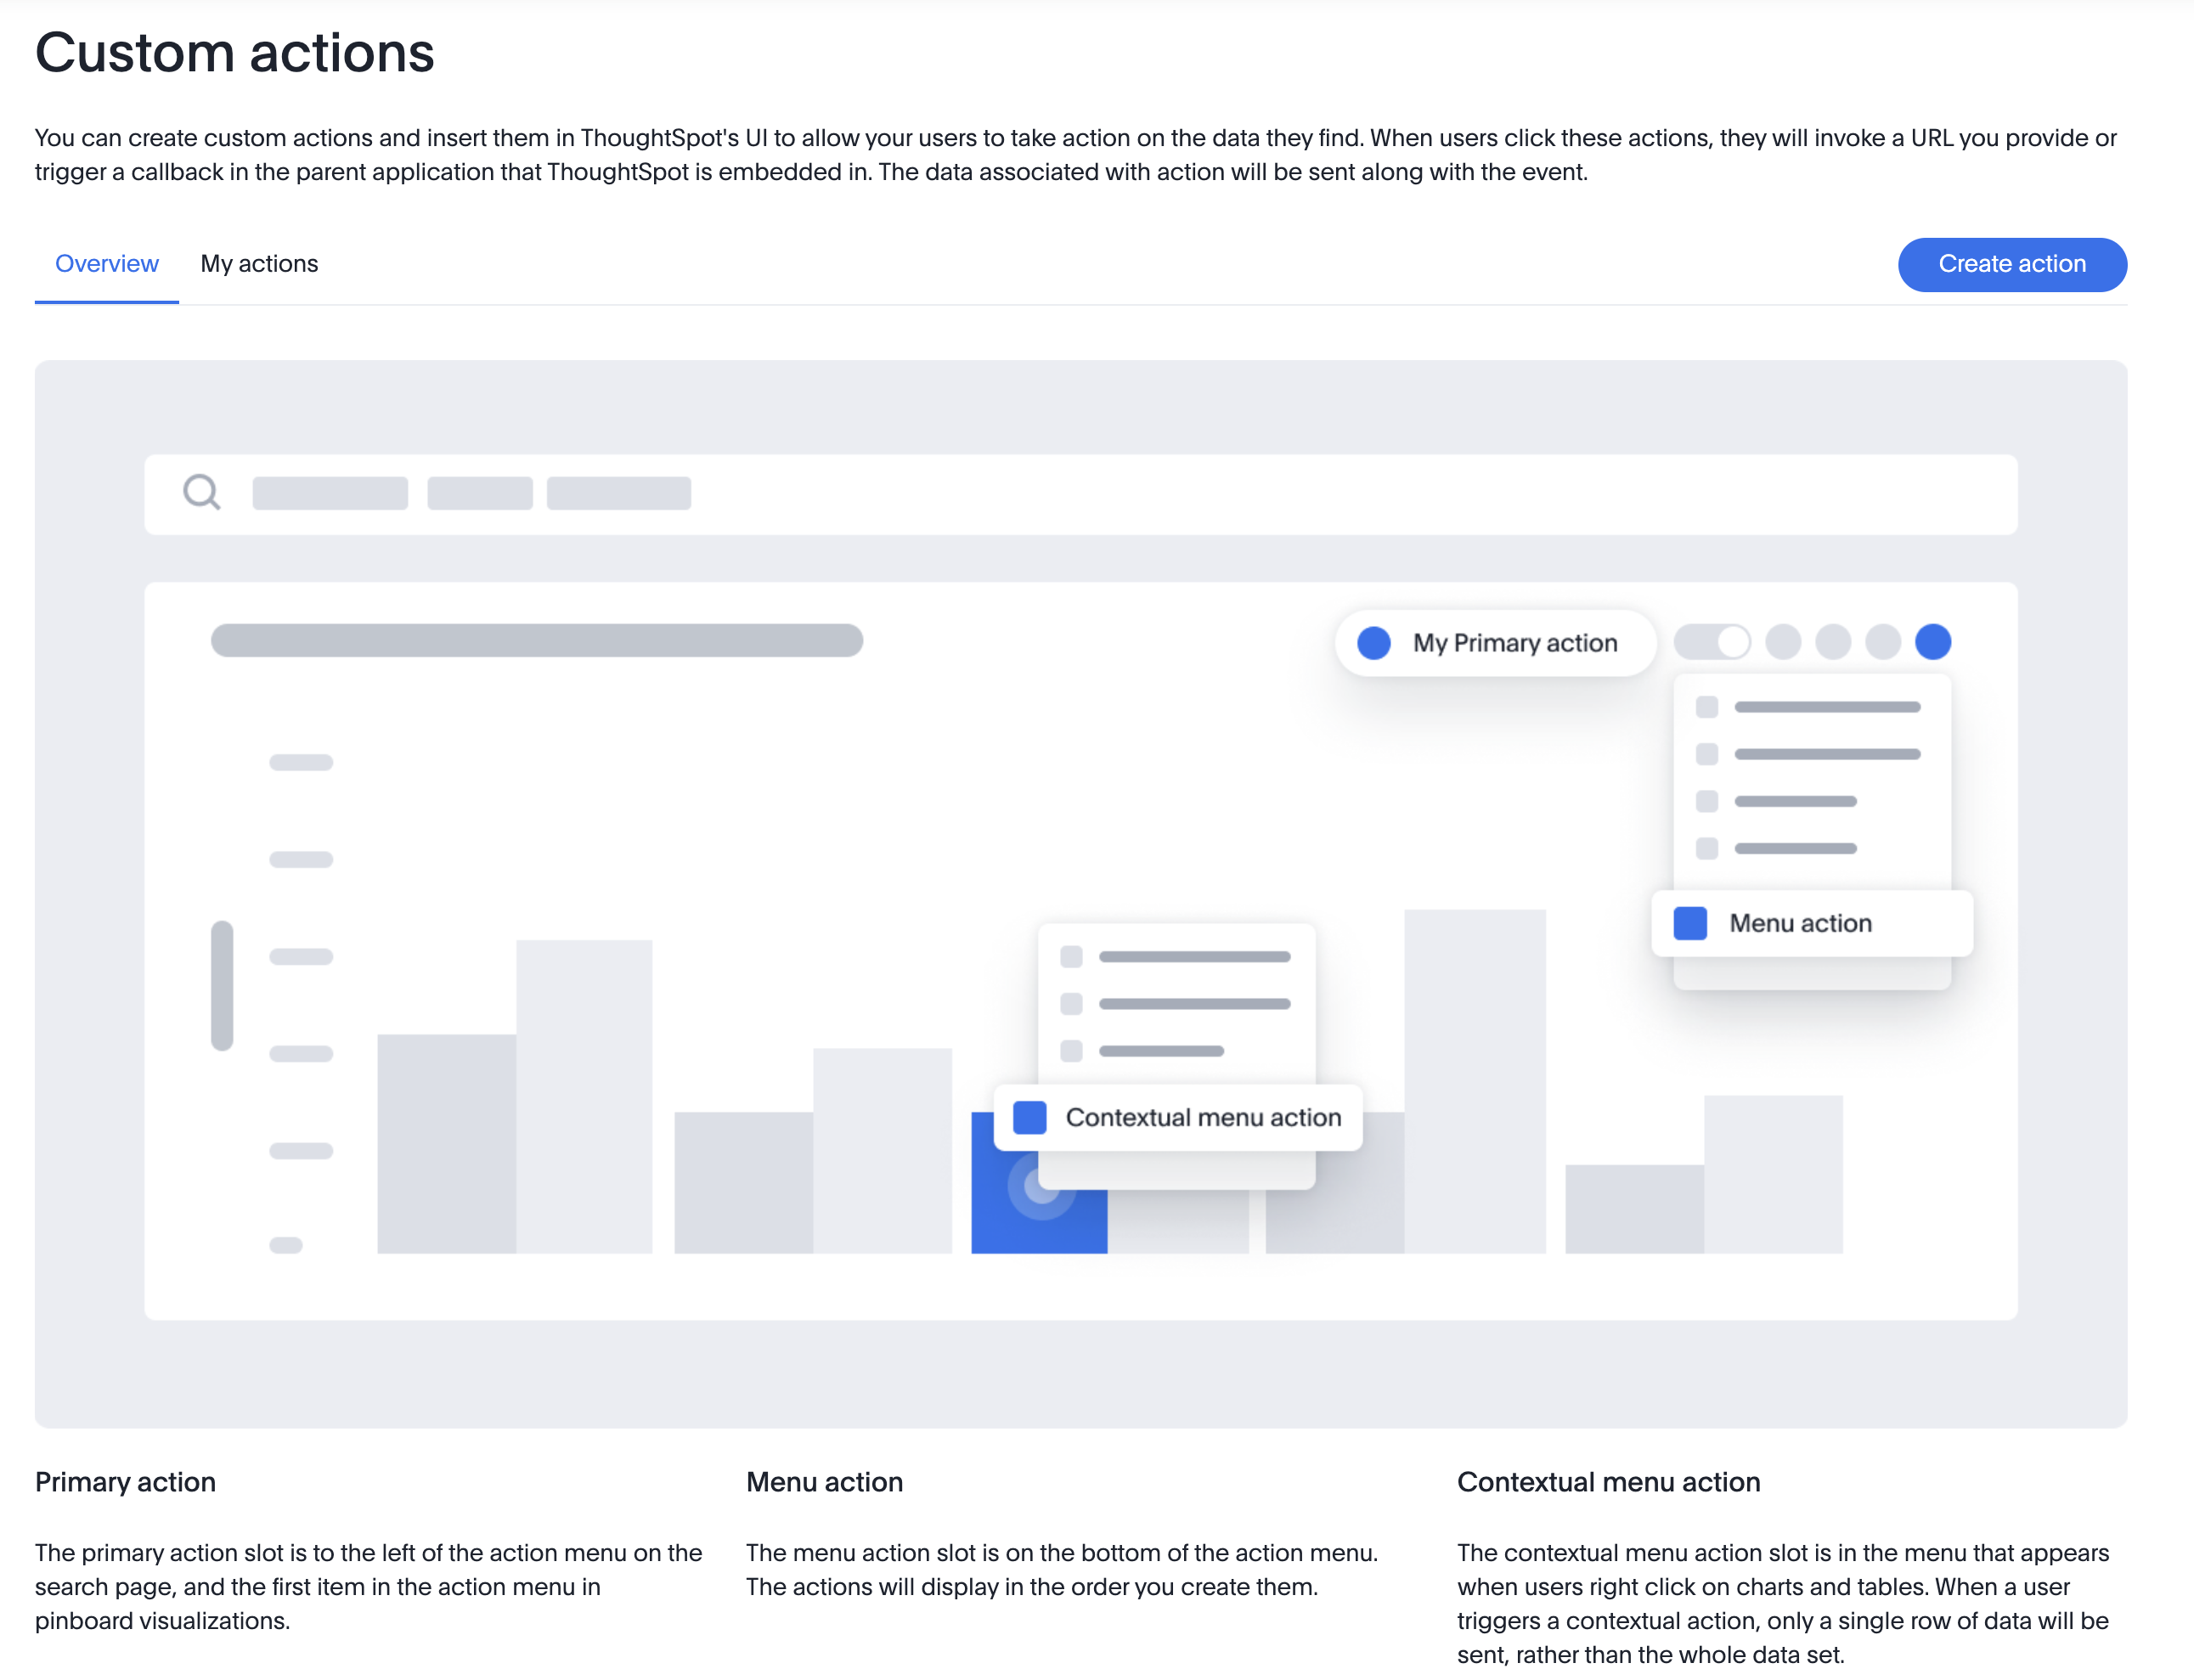 Custom actions
You can create custom actions and insert them in ThoughtSpot's UI to allow your users to take action on the data they find. When users click these actions, they will invoke a URL you provide or
trigger a callback in the parent application that ThoughtSpot is embedded in. The data associated with action will be sent along with the event.
Overview
My actions
Create action
My Primary action
Menu action
Contextual menu action
Primary action
The primary action slot is to the left of the action menu on the
search page, and the first item in the action menu in
pinboard visualizations.
Menu action
The menu action slot is on the bottom of the action menu.
The actions will display in the order you create them.
Contextual menu action
The contextual menu action slot is in the menu that appears
when users right click on charts and tables. When a user
triggers a contextual action, only a single row of data will be
sent, rather than the whole data set.